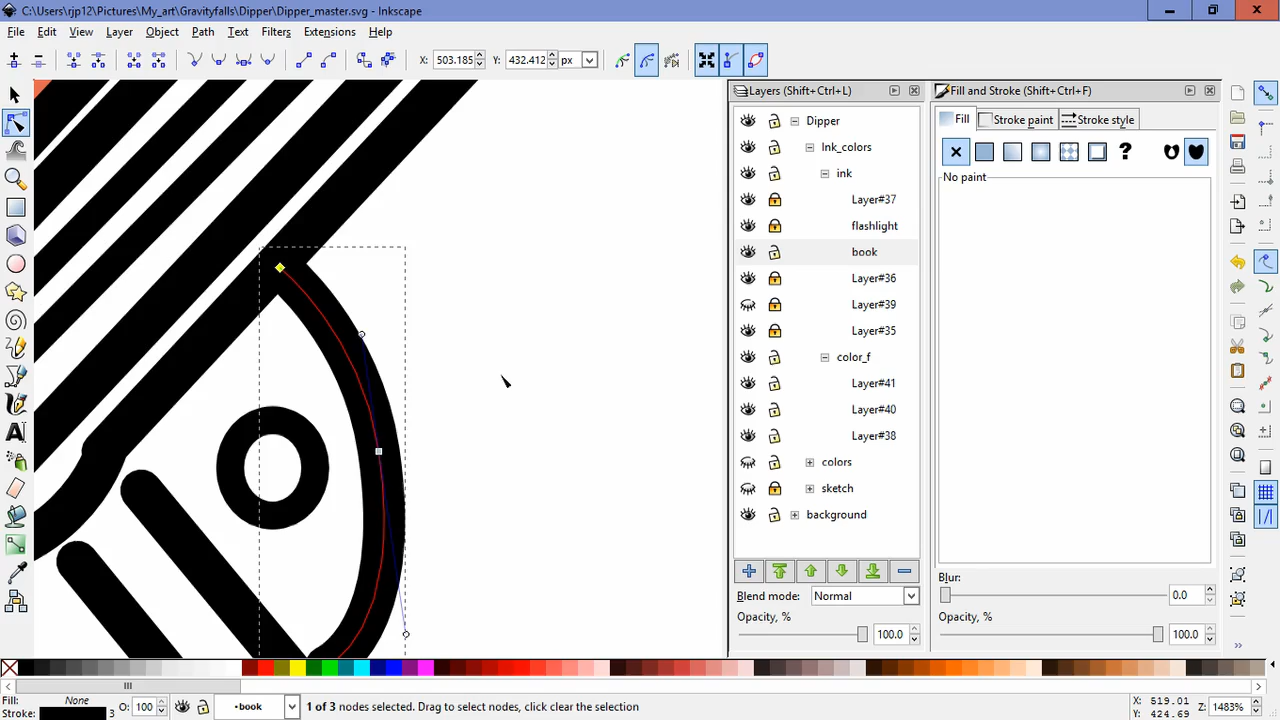 C:\Users\rjp12\Pictures\My_art\Gravityfalls\Dipper\Dipper_master.svg - Inkscape
File Edit View Layer Object Path Text Filters Extensions Help
X: 503.185 Y: 432.412 px
Layers (Shift+Ctrl+L)
Dipper
Ink_colors
ink
Layer#37
flashlight
book
Layer#36
Layer#39
Layer#35
color_f
Layer#41
Layer#40
Layer#38
colors
sketch
background
Blend mode: Normal
Opacity, %
100.0
Fill and Stroke (Shift+Ctrl+F)
Fill Stroke paint Stroke style
?
No paint
Blur:
0.0
Opacity, %
100.0
Fill: None
Stroke: 3
O: 100
•book
1 of 3 nodes selected. Drag to select nodes, click clear the selection
X: 519.01
Y: 424.69
Z: 1483%